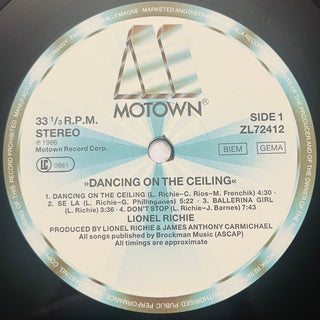 MOTOWN®
33 1/3 R.P.M.
STEREO
℗ 1986
Motown Record Corp.
SIDE 1
ZL72412
LC 0681
BIEM
GEMA
»DANCING ON THE CEILING«
1. DANCING ON THE CEILING (L. Richie-C. Rios-M. Frenchik) 4:30 ·
2. SE LA (L. Richie-G. Phillinganes) 5:22 · 3. BALLERINA GIRL
(L. Richie) 3:36 · 4. DON'T STOP (L. Richie-J. Barnes) 7:43
LIONEL RICHIE
PRODUCED BY LIONEL RICHIE & JAMES ANTHONY CARMICHAEL
All songs published by Brockman Music (ASCAP)
All timings are approximate